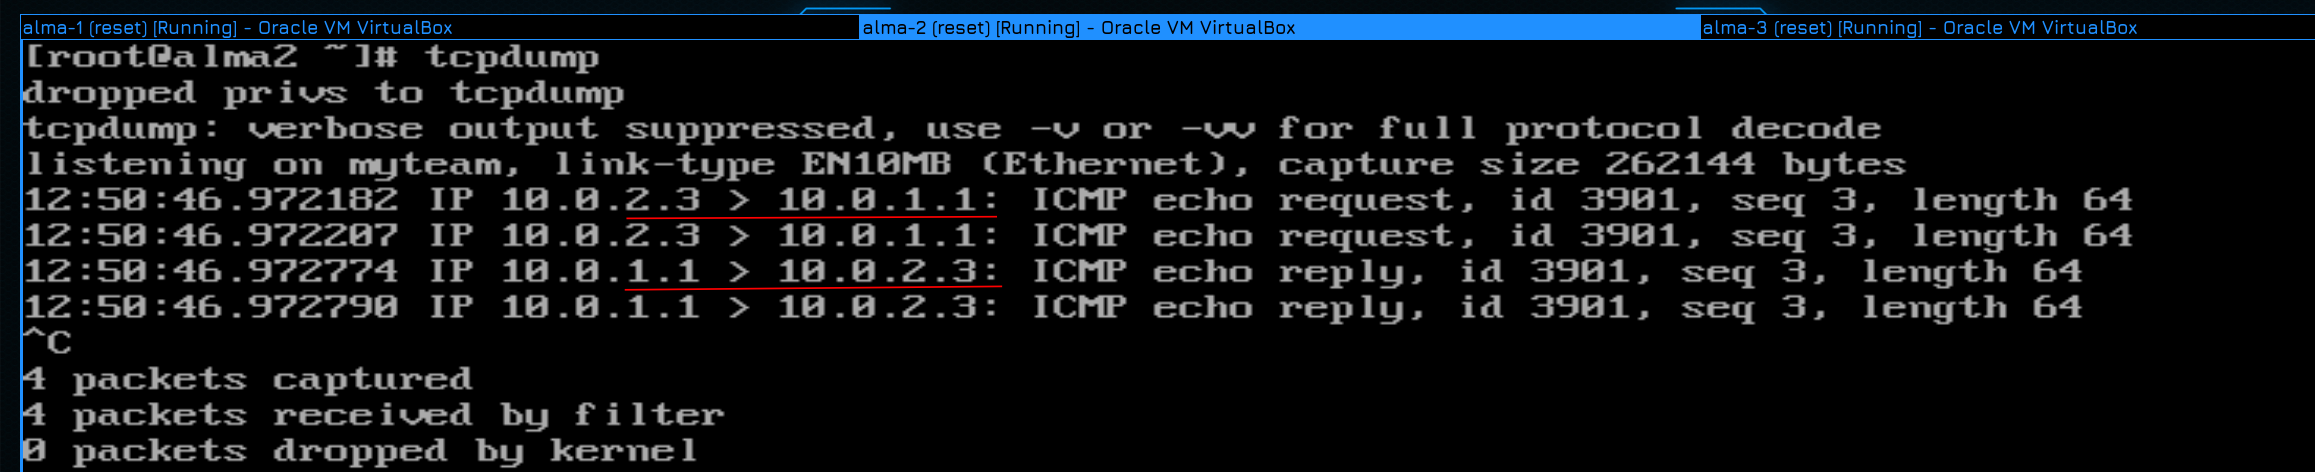 alma-1 (reset) [Running] - Oracle VM VirtualBox
alma-2 (reset) [Running] - Oracle VM VirtualBox
alma-3 (reset) [Running] - Oracle VM VirtualBox
[root@alma2 ~]# tcpdump
dropped privs to tcpdump
tcpdump: verbose output suppressed, use -v or -vv for full protocol decode
listening on myteam, link-type EN10MB (Ethernet), capture size 262144 bytes
12:50:46.972182 IP 10.0.2.3 > 10.0.1.1: ICMP echo request, id 3901, seq 3, length 64
12:50:46.972207 IP 10.0.2.3 > 10.0.1.1: ICMP echo request, id 3901, seq 3, length 64
12:50:46.972774 IP 10.0.1.1 > 10.0.2.3: ICMP echo reply, id 3901, seq 3, length 64
12:50:46.972790 IP 10.0.1.1 > 10.0.2.3: ICMP echo reply, id 3901, seq 3, length 64
^C
4 packets captured
4 packets received by filter
0 packets dropped by kernel